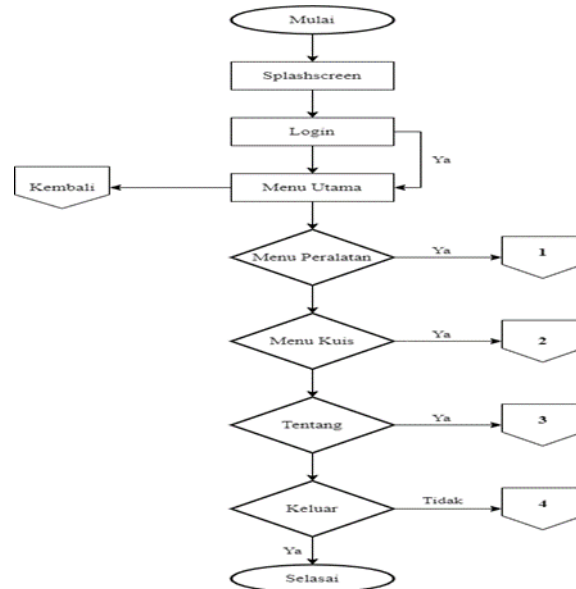 Mulai
Splashscreen
Login
Ya
Kembali
Menu Utama
Menu Peralatan
Ya
1
Menu Kuis
Ya
2
Tentang
Ya
3
Keluar
Tidak
4
Ya
Selasai